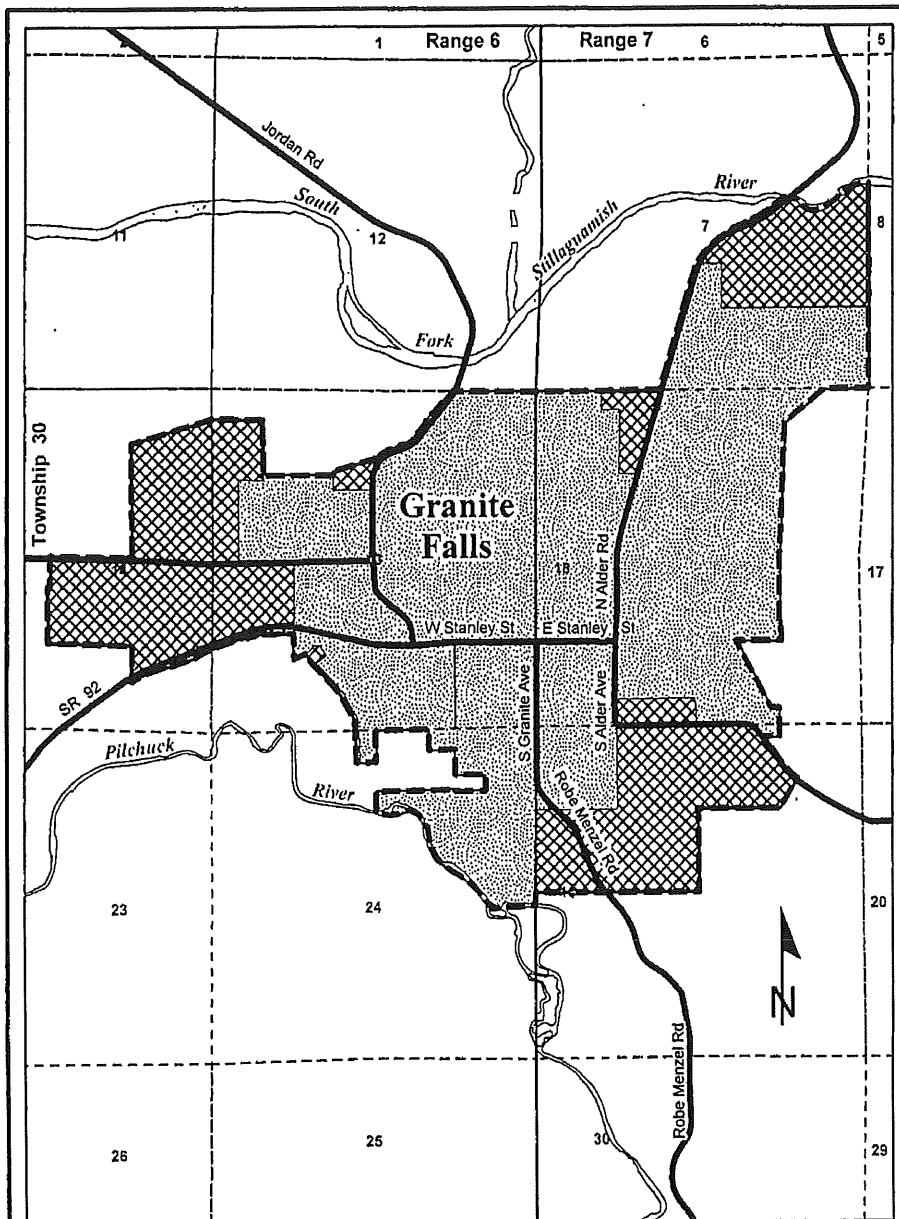 1 Range 6 Range 7 6 5
Jordan Rd
South
River
11
12
7
8
Stillaguamish
Fork
Township 30
Granite
Falls
18
N Alder Rd
17
W Stanley St
E Stanley St
SR 92
S Granite Ave
S Alder Ave
Pilchuck
River
Robe Menzel Rd
23
24
20
N
Robe Menzel Rd
26
25
30
29